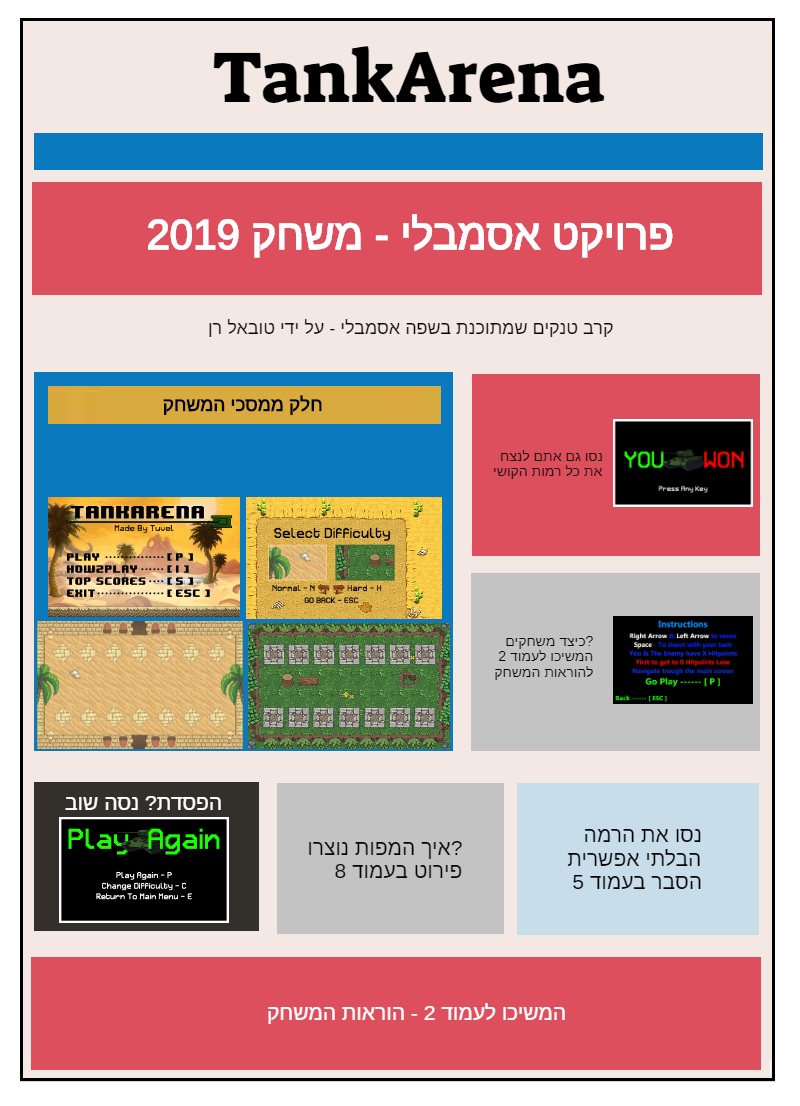 TankArena
פרויקט אסמבלי - משחק 2019
קרב טנקים שמתוכנת בשפה אסמבלי - על ידי טובאל רן
חלק ממסכי המשחק
TANKARENA
Made By Tuvel
PLAY ··············· [ P ]
HOW2PLAY ······ [ I ]
TOP SCORES ···· [ S ]
EXIT ················· [ ESC ]
Select Difficulty
Normal - N Hard - H
GO BACK - ESC
נסו גם אתם לנצח
את כל רמות הקושי
YOU WON
Press Any Key
כיצד משחקים?
המשיכו לעמוד 2
להוראות המשחק
Instructions
Right Arrow & Left Arrow to move
Space - To shoot with your tank
You & The Enemy have X Hitpoints
First to get to 0 Hitpoints Lose
Navigate trough the main screen
Go Play ------ [ P ]
Back ------ [ ESC ]
הפסדת? נסה שוב
Play Again
Play Again - P
Change Difficulty - C
Return To Main Menu - E
איך המפות נוצרו?
פירוט בעמוד 8
נסו את הרמה
הבלתי אפשרית
הסבר בעמוד 5
המשיכו לעמוד 2 - הוראות המשחק